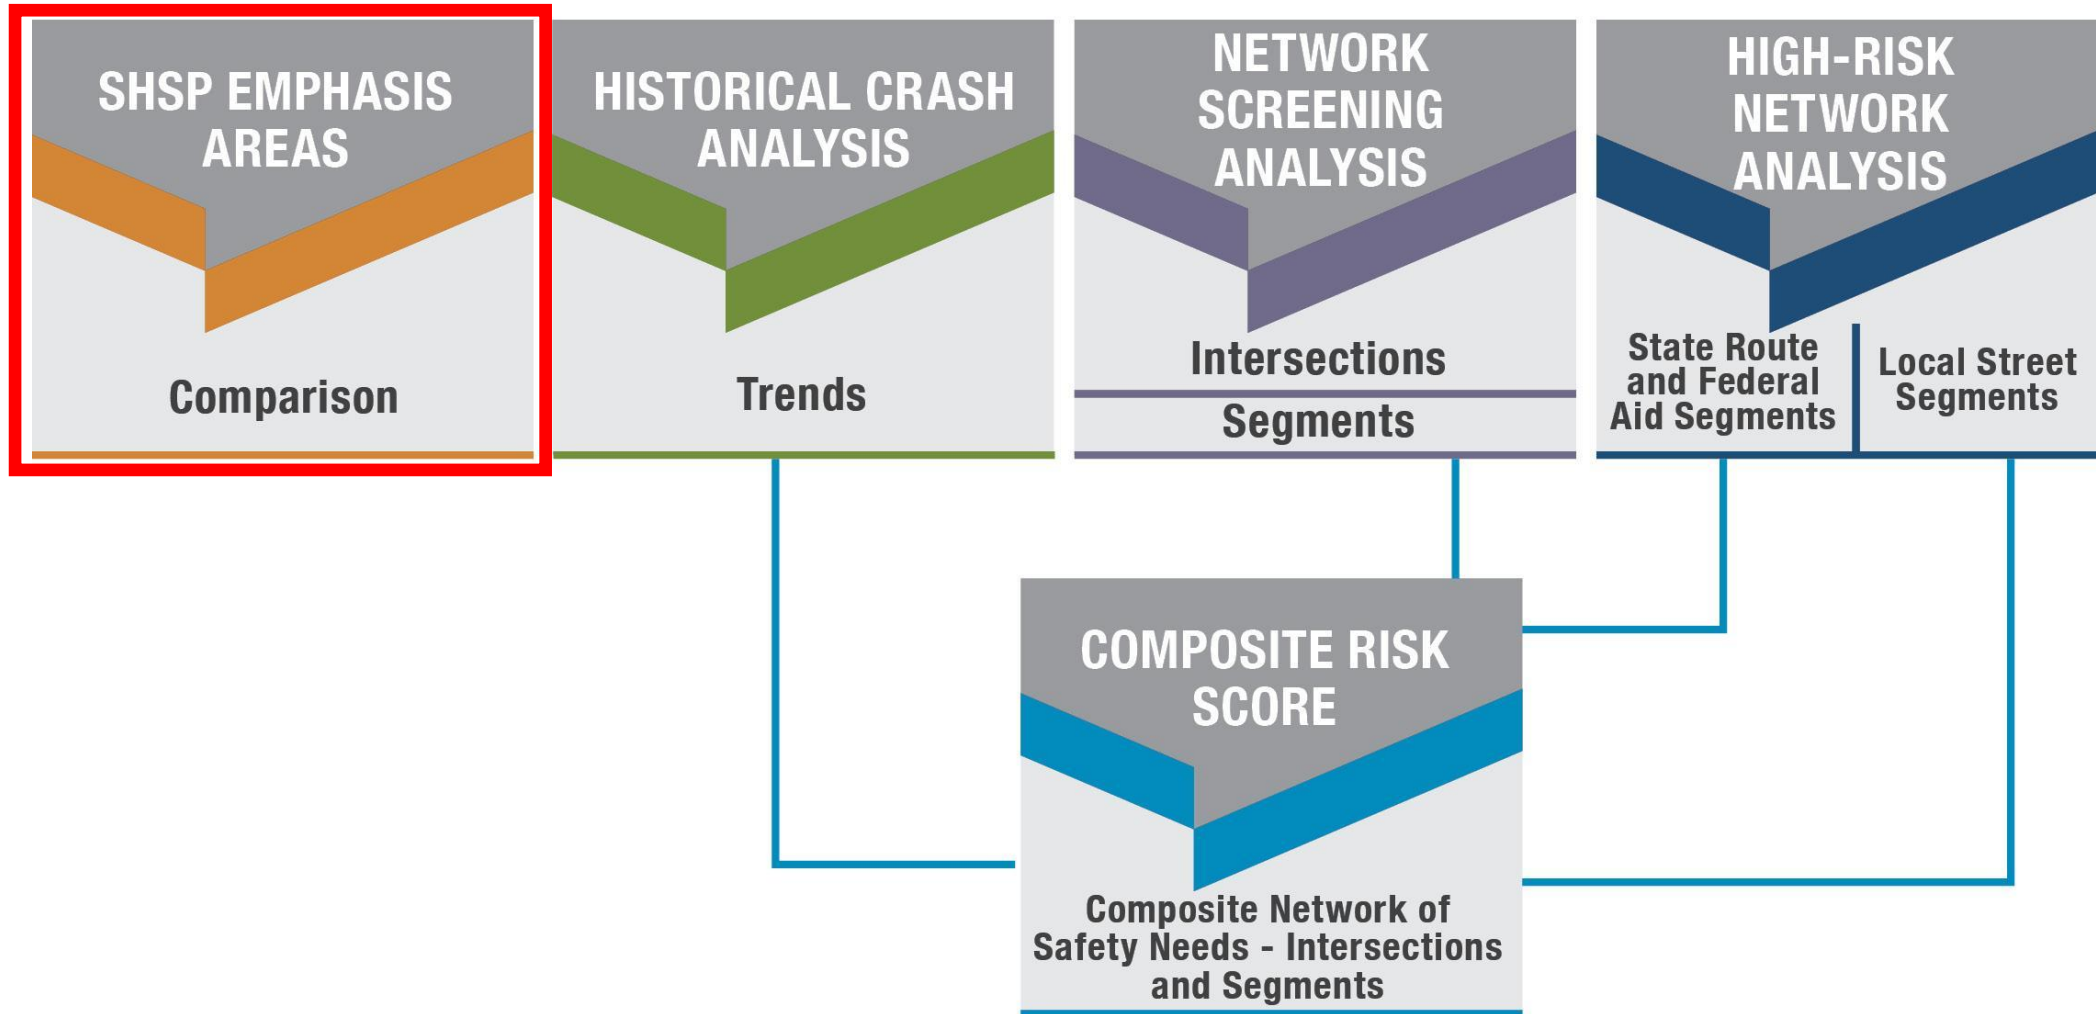 SHSP EMPHASIS
AREAS
Comparison
HISTORICAL CRASH
ANALYSIS
Trends
NETWORK
SCREENING
ANALYSIS
Intersections
Segments
HIGH-RISK
NETWORK
ANALYSIS
State Route
and Federal
Aid Segments
Local Street
Segments
COMPOSITE RISK
SCORE
Composite Network of
Safety Needs - Intersections
and Segments